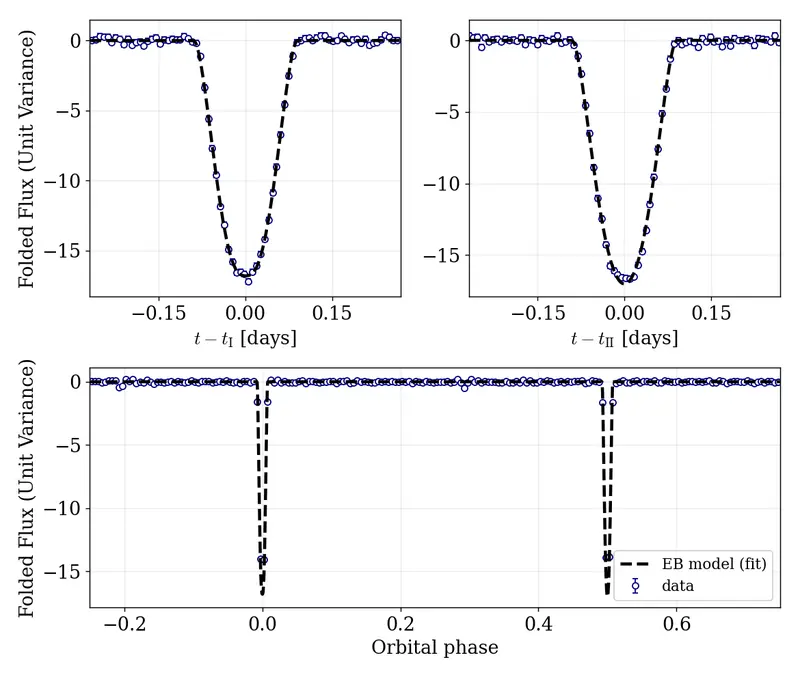 Folded Flux (Unit Variance)
0
−5
−10
−15
−0.15 0.00 0.15
t − t_I [days]
0
−5
−10
−15
−0.15 0.00 0.15
t − t_II [days]
Folded Flux (Unit Variance)
0
−5
−10
−15
−0.2 0.0 0.2 0.4 0.6
Orbital phase
EB model (fit)
data